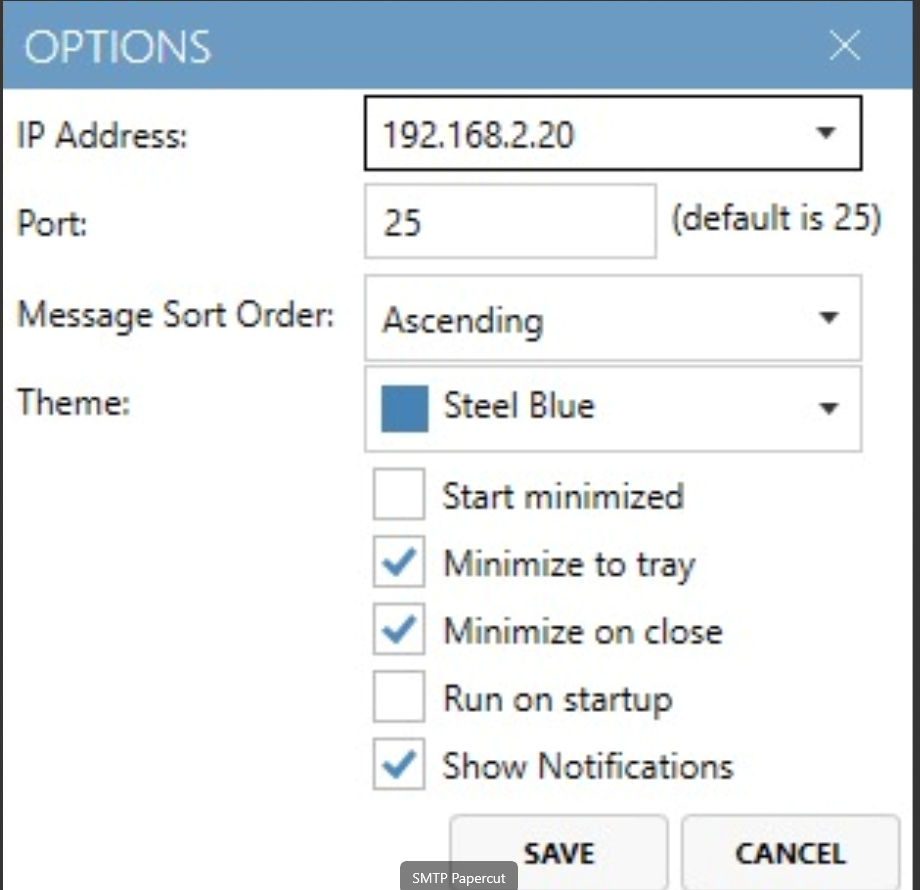 OPTIONS
IP Address: 192.168.2.20
Port: 25 (default is 25)
Message Sort Order: Ascending
Theme: Steel Blue
Start minimized
Minimize to tray
Minimize on close
Run on startup
Show Notifications
SAVE CANCEL
SMTP Papercut